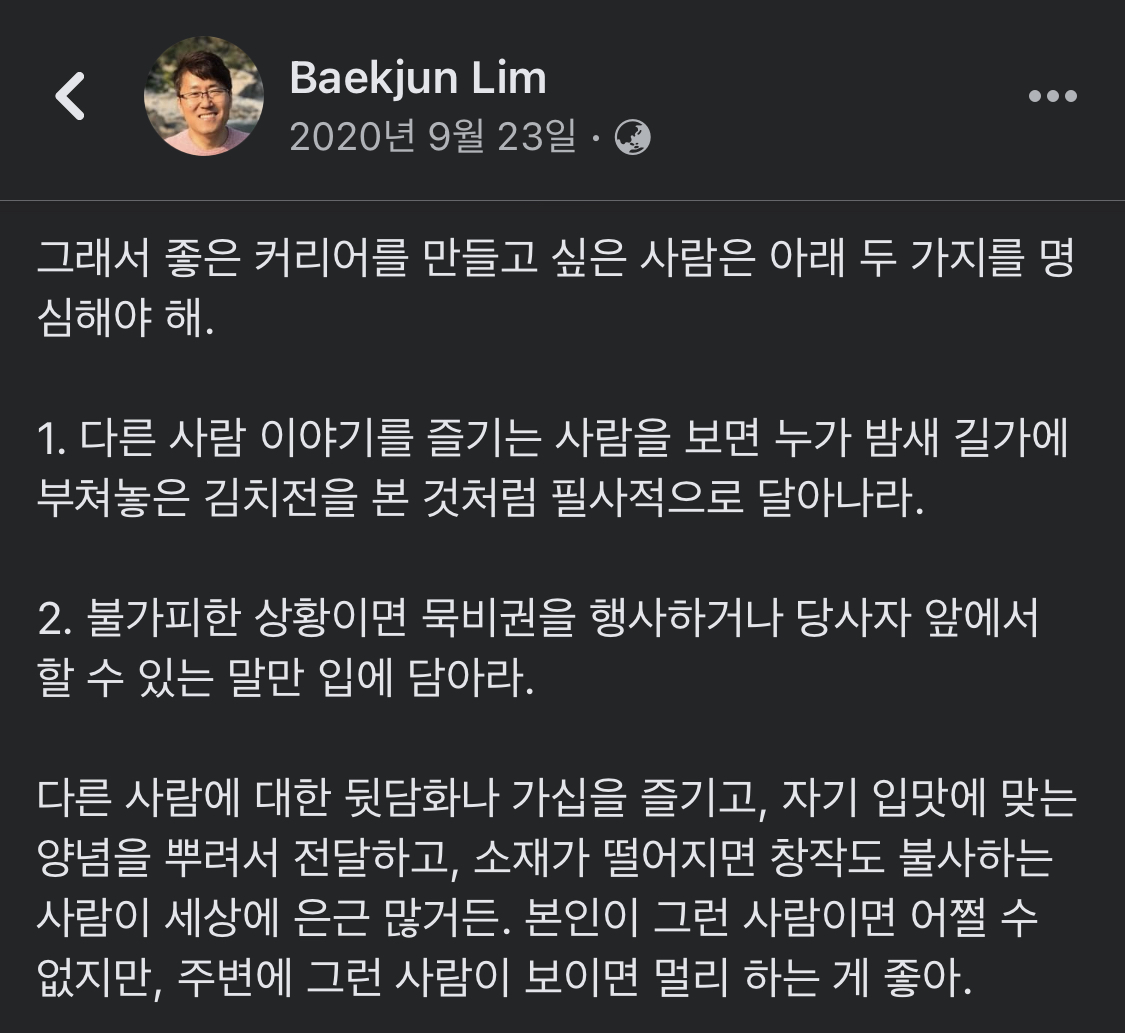 Baekjun Lim
2020년 9월 23일 ·
그래서 좋은 커리어를 만들고 싶은 사람은 아래 두 가지를 명
심해야 해.
1. 다른 사람 이야기를 즐기는 사람을 보면 누가 밤새 길가에
부쳐놓은 김치전을 본 것처럼 필사적으로 달아나라.
2. 불가피한 상황이면 묵비권을 행사하거나 당사자 앞에서
할 수 있는 말만 입에 담아라.
다른 사람에 대한 뒷담화나 가십을 즐기고, 자기 입맛에 맞는
양념을 뿌려서 전달하고, 소재가 떨어지면 창작도 불사하는
사람이 세상에 은근 많거든. 본인이 그런 사람이면 어쩔 수
없지만, 주변에 그런 사람이 보이면 멀리 하는 게 좋아.